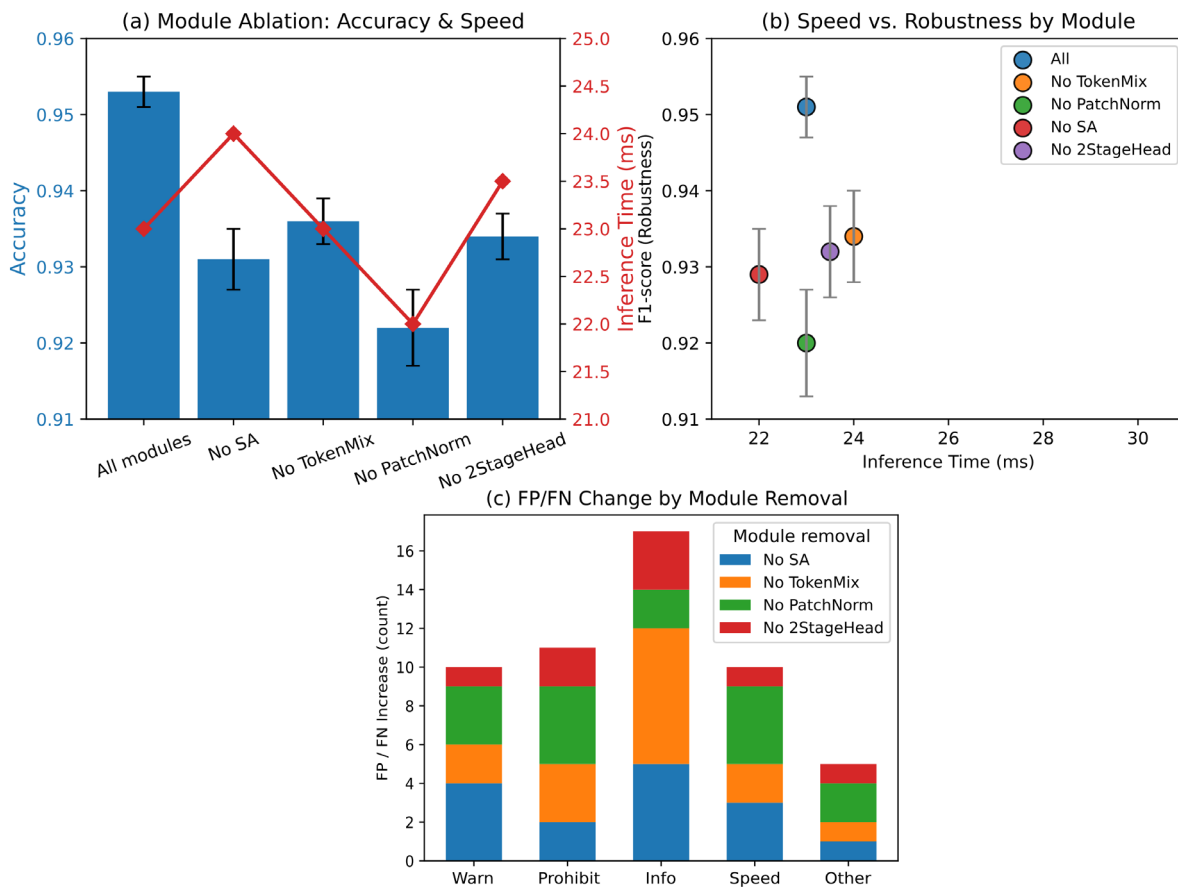 (a) Module Ablation: Accuracy & Speed
0.96
0.95
0.94
0.93
0.92
0.91
Accuracy
25.0
24.5
24.0
23.5
23.0
22.5
22.0
21.5
21.0
Inference Time (ms)
All modules
No SA
No TokenMix
No PatchNorm
No 2StageHead
(b) Speed vs. Robustness by Module
0.96
0.95
0.94
0.93
0.92
0.91
F1-score (Robustness)
All
No TokenMix
No PatchNorm
No SA
No 2StageHead
22 24 26 28 30
Inference Time (ms)
(c) FP/FN Change by Module Removal
16
14
12
10
8
6
4
2
0
FP / FN Increase (count)
Module removal
No SA
No TokenMix
No PatchNorm
No 2StageHead
Warn Prohibit Info Speed Other